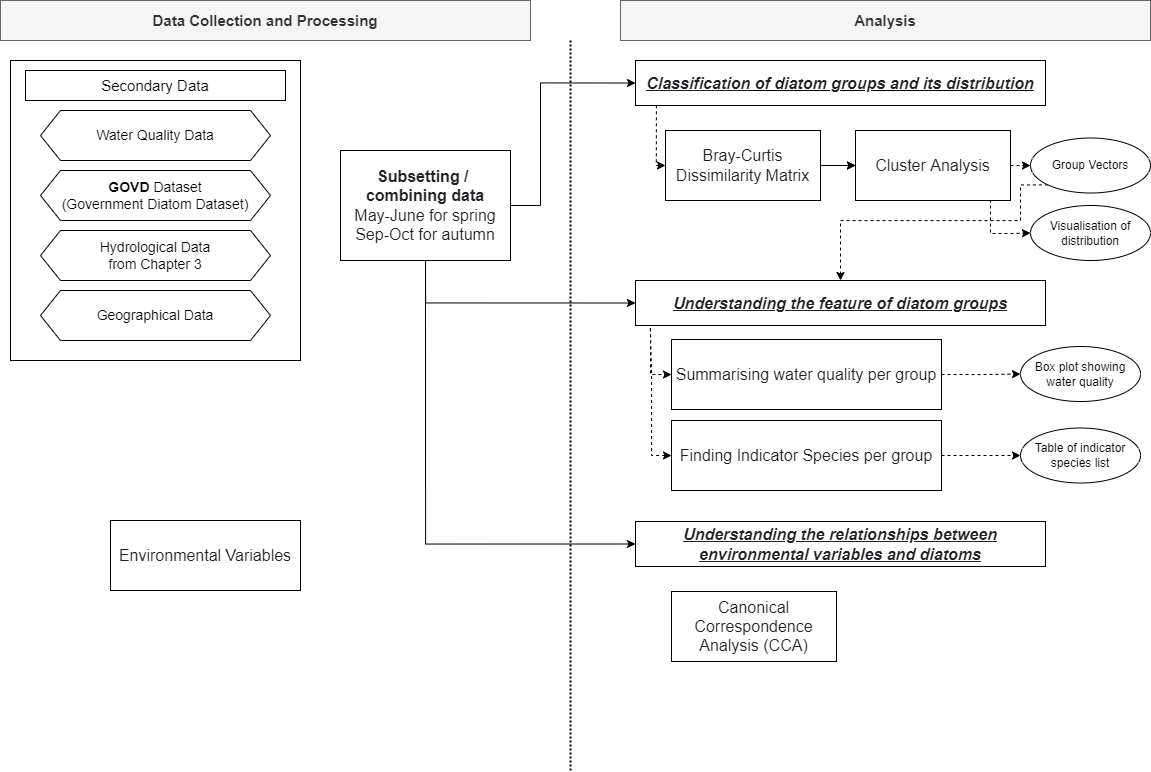 Data Collection and Processing
Analysis
Secondary Data
Water Quality Data
GOVD Dataset
(Government Diatom Dataset)
Hydrological Data
from Chapter 3
Geographical Data
Environmental Variables
Subsetting /
combining data
May-June for spring
Sep-Oct for autumn
Classification of diatom groups and its distribution
Bray-Curtis
Dissimilarity Matrix
Cluster Analysis
Group Vectors
Visualisation of
distribution
Understanding the feature of diatom groups
Summarising water quality per group
Box plot showing
water quality
Finding Indicator Species per group
Table of indicator
species list
Understanding the relationships between
environmental variables and diatoms
Canonical
Correspondence
Analysis (CCA)